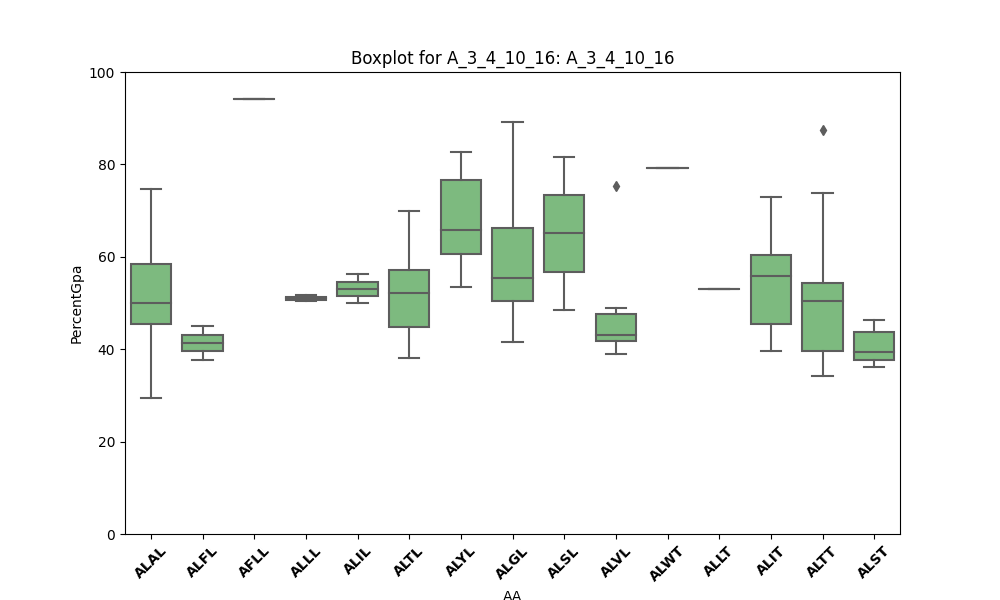 Boxplot for A_3_4_10_16: A_3_4_10_16
PercentGpa
100
80
60
40
20
0
ALAL ALFL AFLL ALLL ALIL ALTL ALYL ALGL ALSL ALVL ALWT ALLT ALIT ALTT ALST
AA